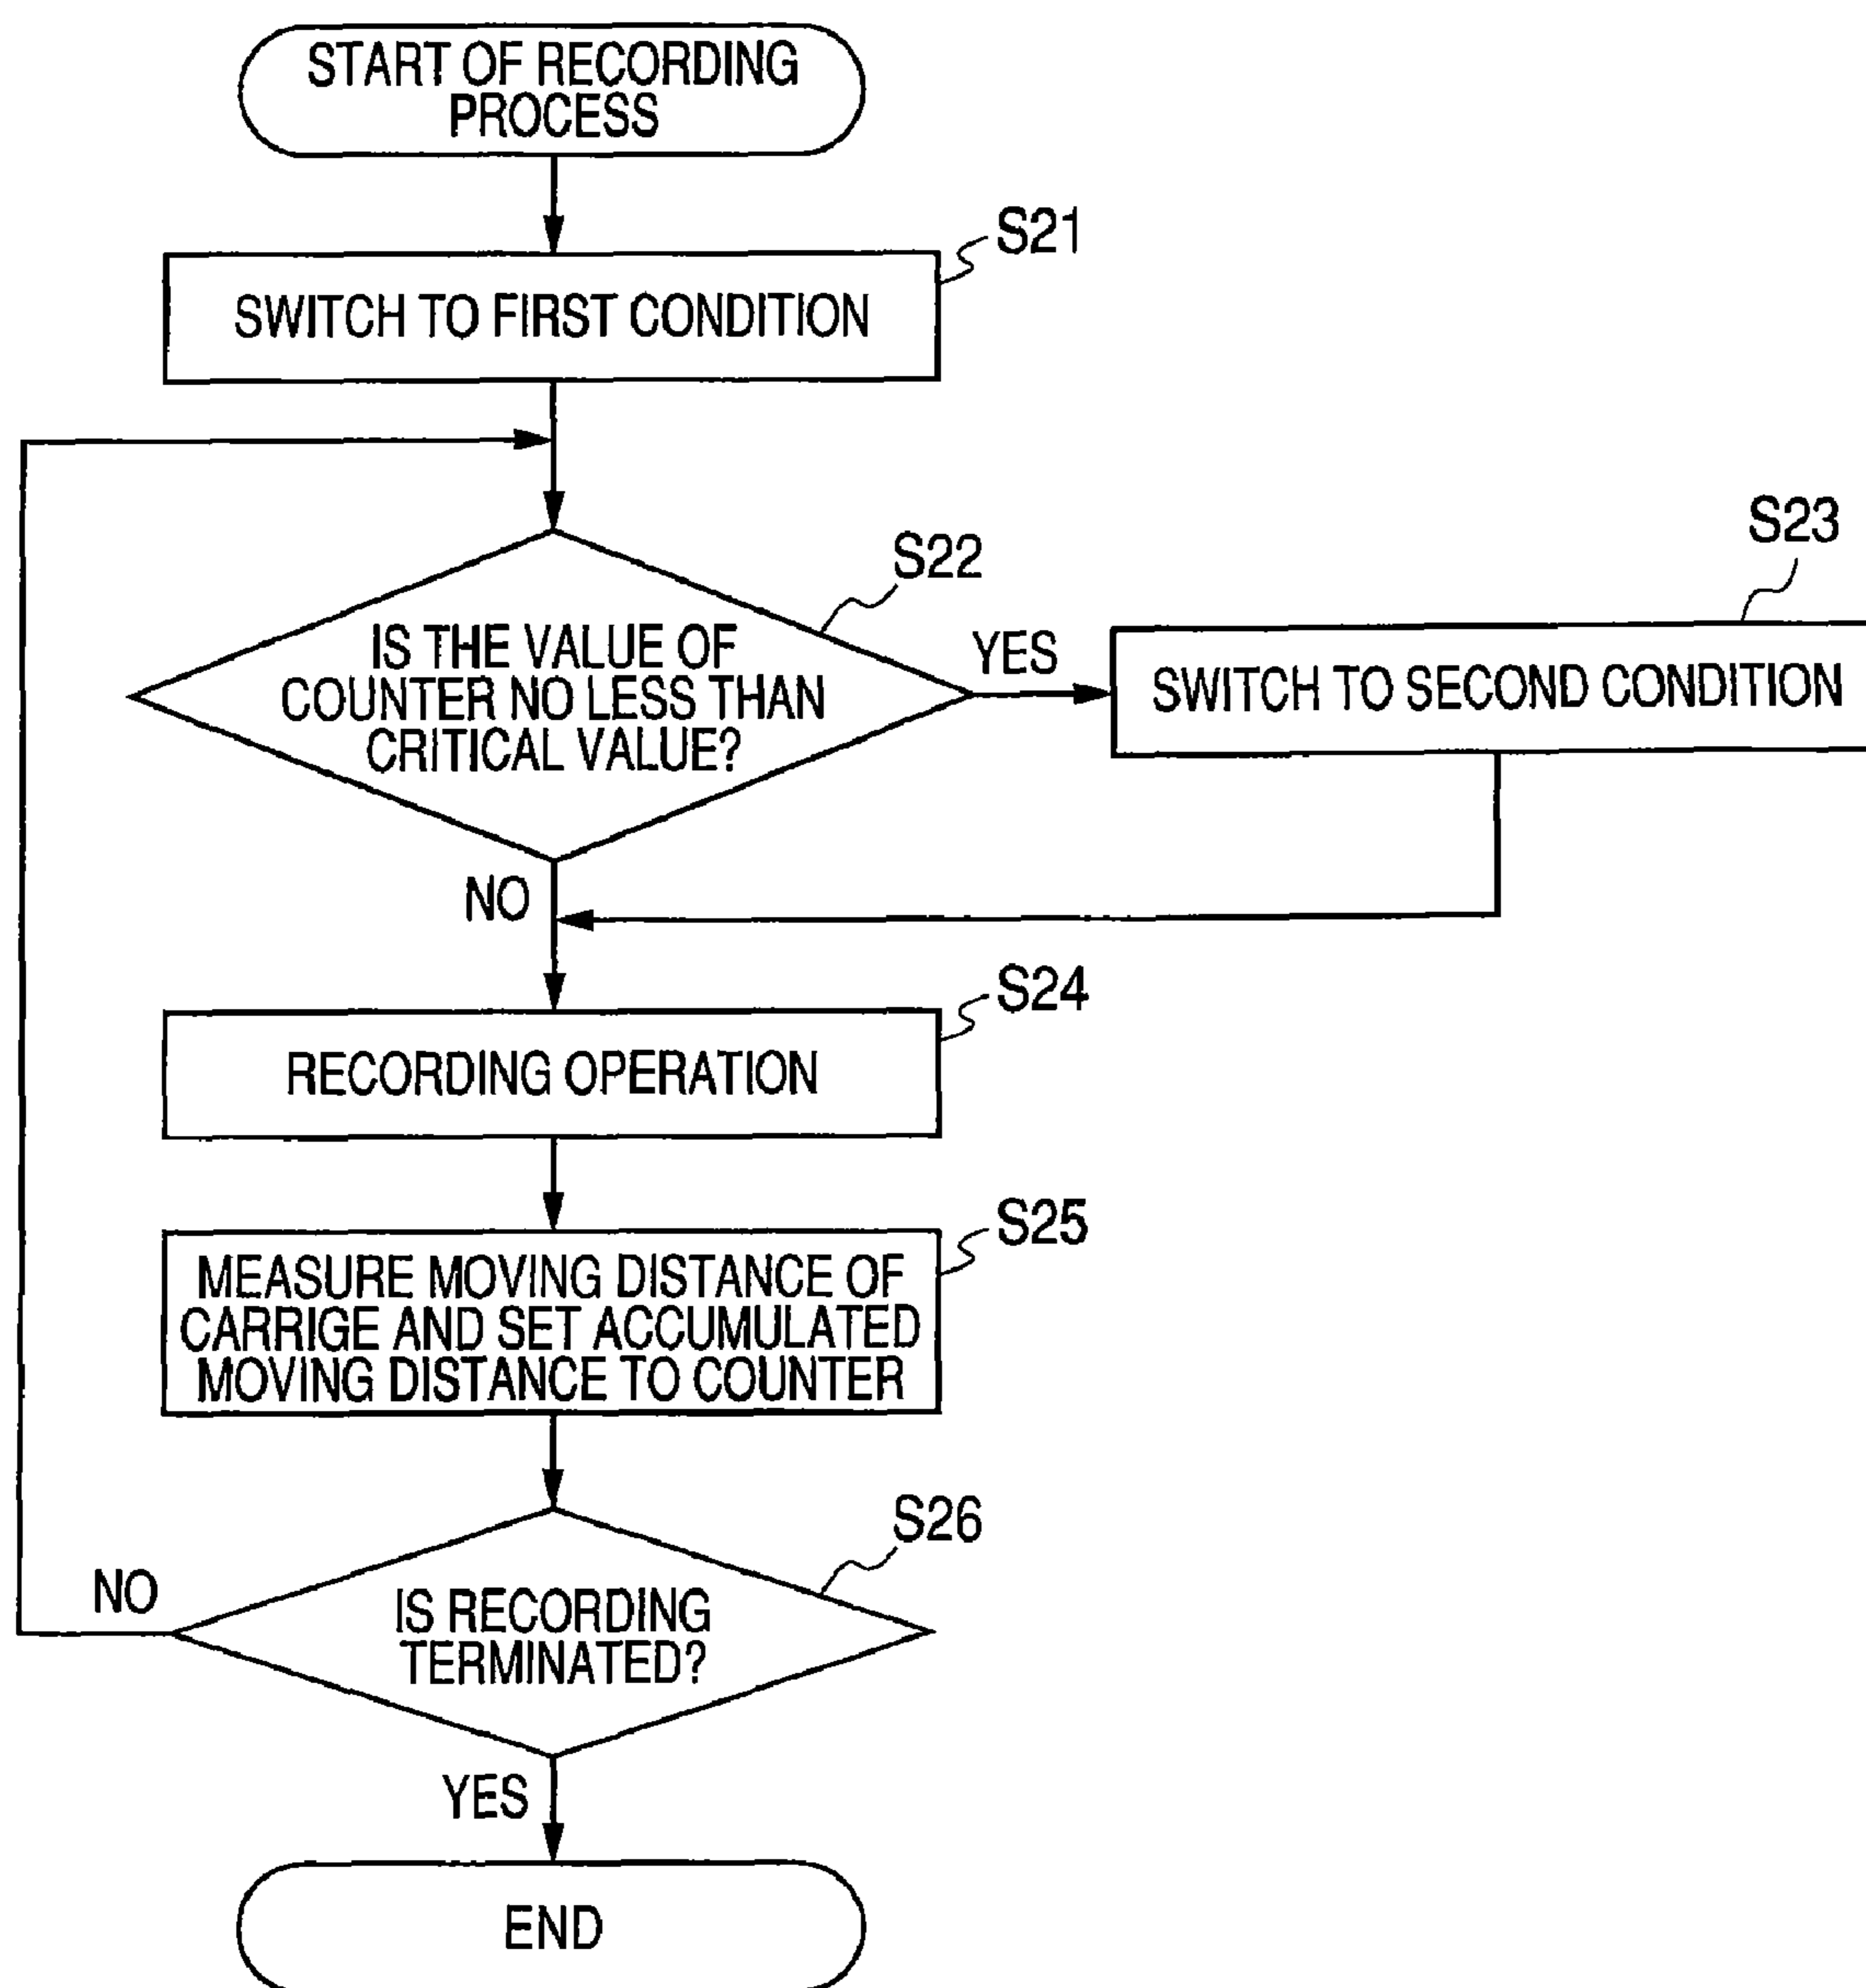 START OF RECORDING
PROCESS
S21
SWITCH TO FIRST CONDITION
S22
IS THE VALUE OF
COUNTER NO LESS THAN
CRITICAL VALUE?
YES
S23
SWITCH TO SECOND CONDITION
NO
S24
RECORDING OPERATION
S25
MEASURE MOVING DISTANCE OF
CARRIGE AND SET ACCUMULATED
MOVING DISTANCE TO COUNTER
S26
NO
IS RECORDING
TERMINATED?
YES
END